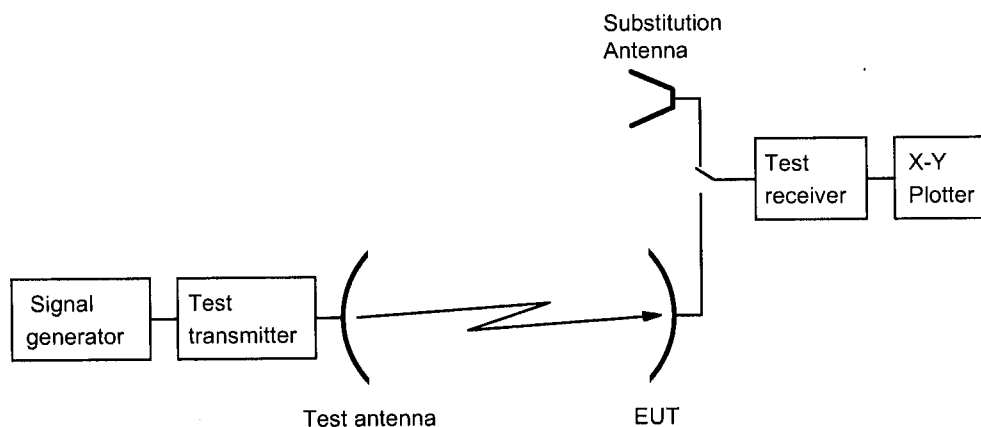 Substitution
Antenna
Test
receiver
X-Y
Plotter
Signal
generator
Test
transmitter
Test antenna
EUT